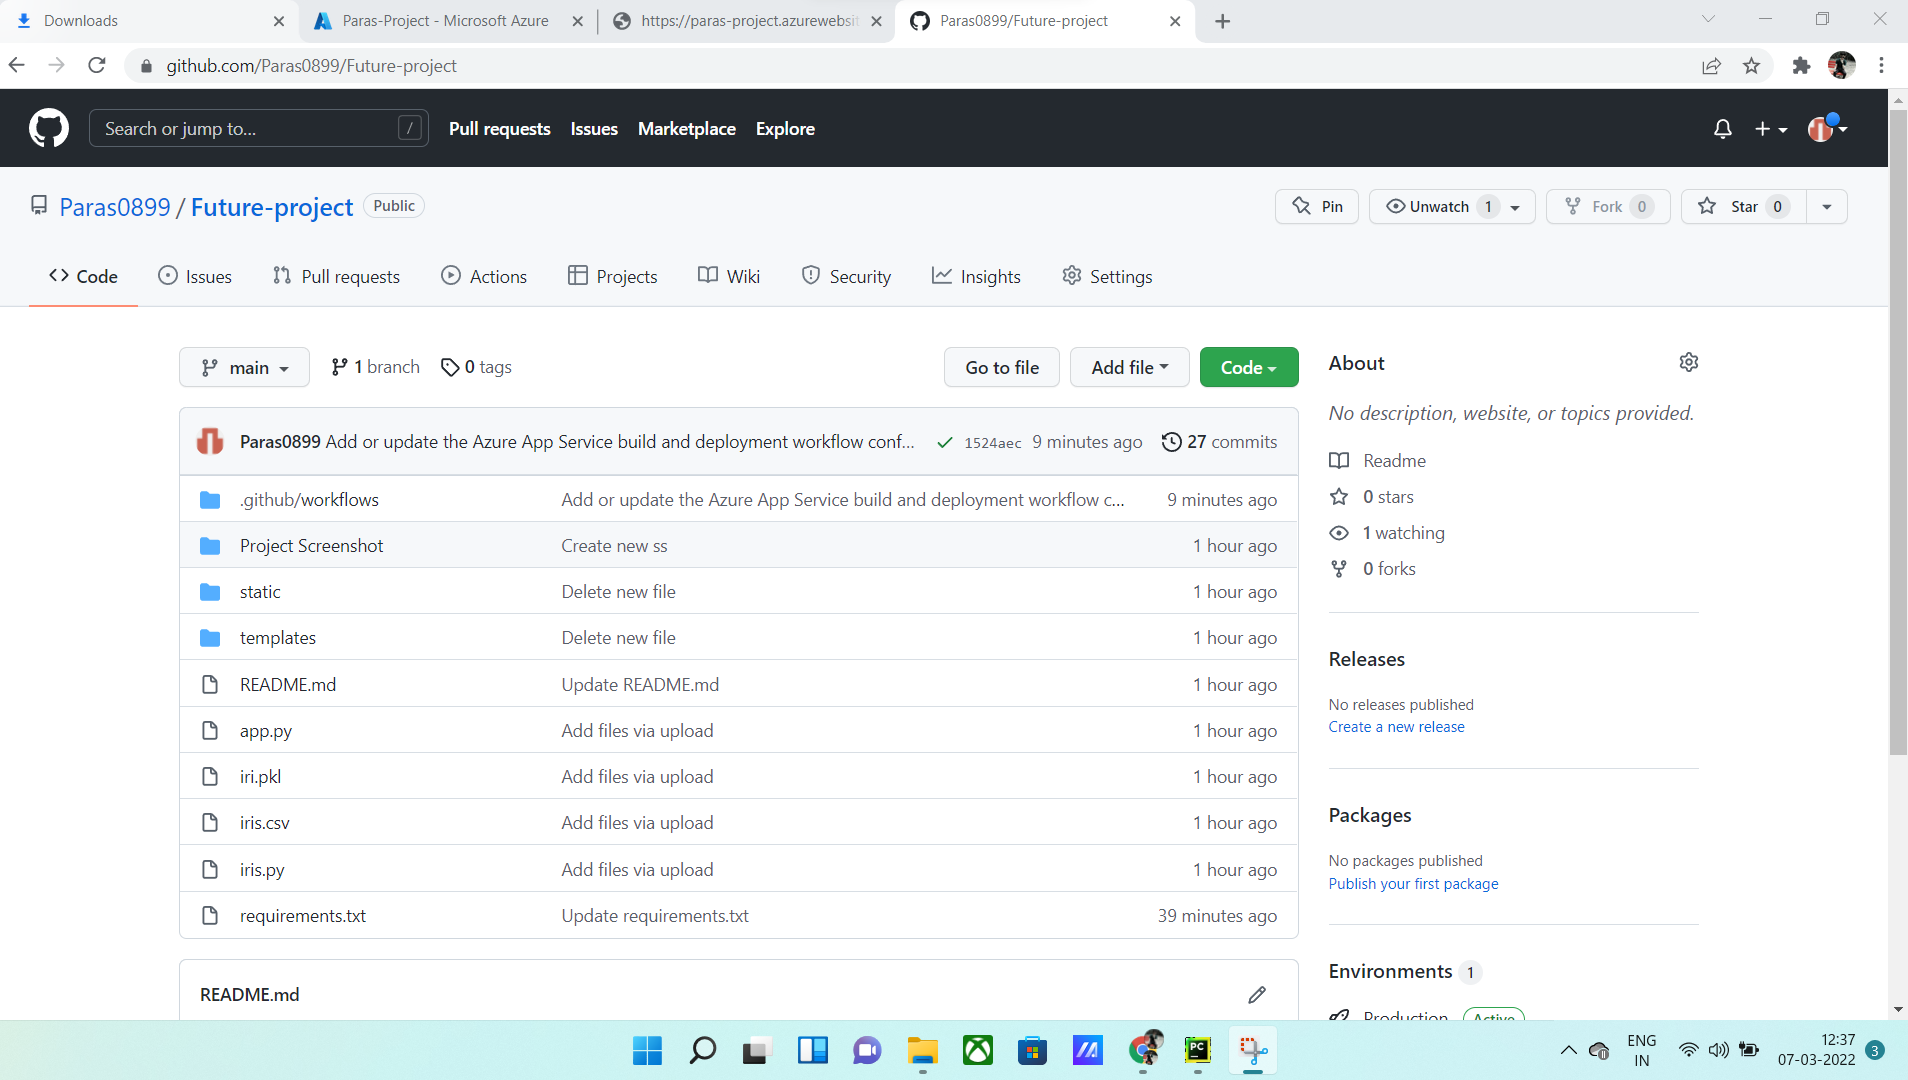 Downloads
Paras-Project - Microsoft Azure
https://paras-project.azurewebsit
Paras0899/Future-project
github.com/Paras0899/Future-project
Search or jump to...
/
Pull requests
Issues
Marketplace
Explore
Paras0899 / Future-project
Public
Pin
Unwatch 1
Fork 0
Star 0
Code
Issues
Pull requests
Actions
Projects
Wiki
Security
Insights
Settings
main
1 branch
0 tags
Go to file
Add file
Code
Paras0899 Add or update the Azure App Service build and deployment workflow conf...
1524aec 9 minutes ago
27 commits
.github/workflows
Add or update the Azure App Service build and deployment workflow c...
9 minutes ago
Project Screenshot
Create new ss
1 hour ago
static
Delete new file
1 hour ago
templates
Delete new file
1 hour ago
README.md
Update README.md
1 hour ago
app.py
Add files via upload
1 hour ago
iri.pkl
Add files via upload
1 hour ago
iris.csv
Add files via upload
1 hour ago
iris.py
Add files via upload
1 hour ago
requirements.txt
Update requirements.txt
39 minutes ago
README.md
About
No description, website, or topics provided.
Readme
0 stars
1 watching
0 forks
Releases
No releases published
Create a new release
Packages
No packages published
Publish your first package
Environments 1
Production Active
PC
ENG
IN
12:37
07-03-2022
3